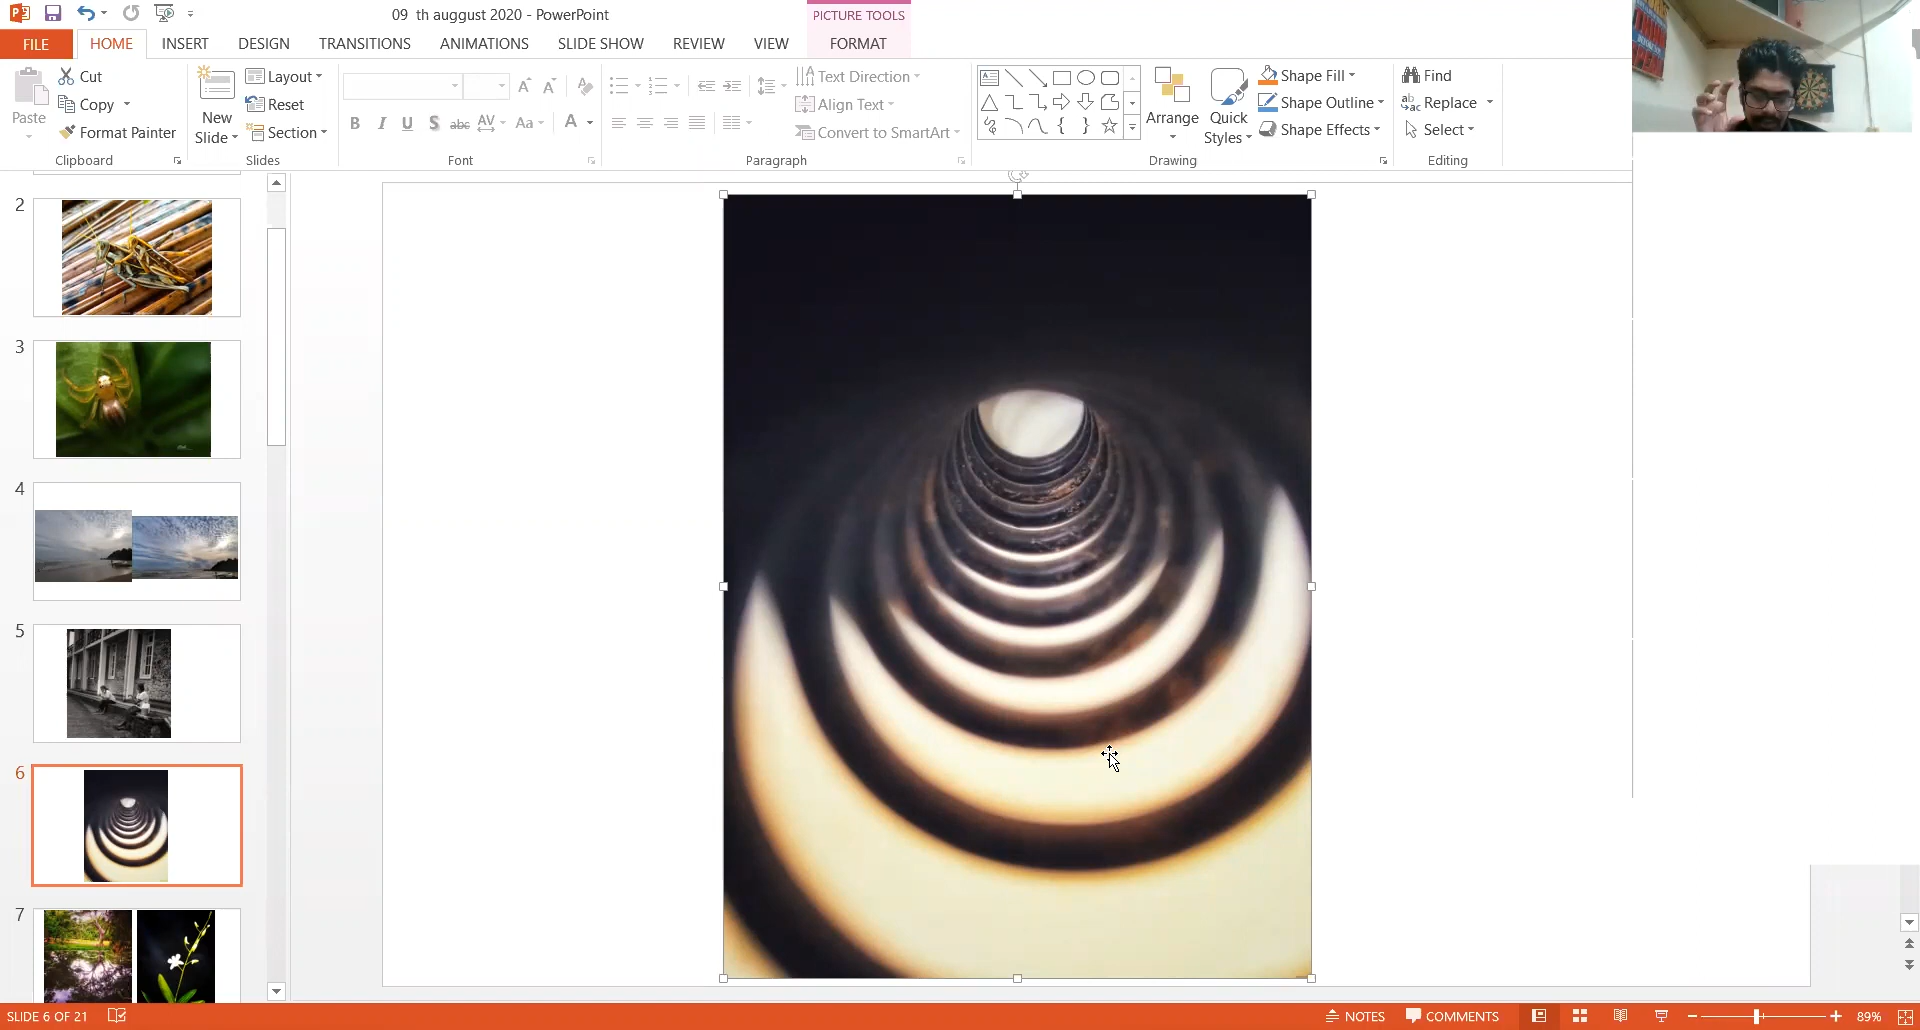 09 th auggust 2020 - PowerPoint
PICTURE TOOLS
FILE HOME INSERT DESIGN TRANSITIONS ANIMATIONS SLIDE SHOW REVIEW VIEW FORMAT
Paste
Cut
Copy
Format Painter
Clipboard
New
Slide
Layout
Reset
Section
Slides
B I U S abc AV Aa A
Font
Text Direction
Align Text
Convert to SmartArt
Paragraph
Arrange
Quick
Styles
Shape Fill
Shape Outline
Shape Effects
Drawing
Find
Replace
Select
Editing
2
3
4
5
6
7
SLIDE 6 OF 21
NOTES COMMENTS 89%